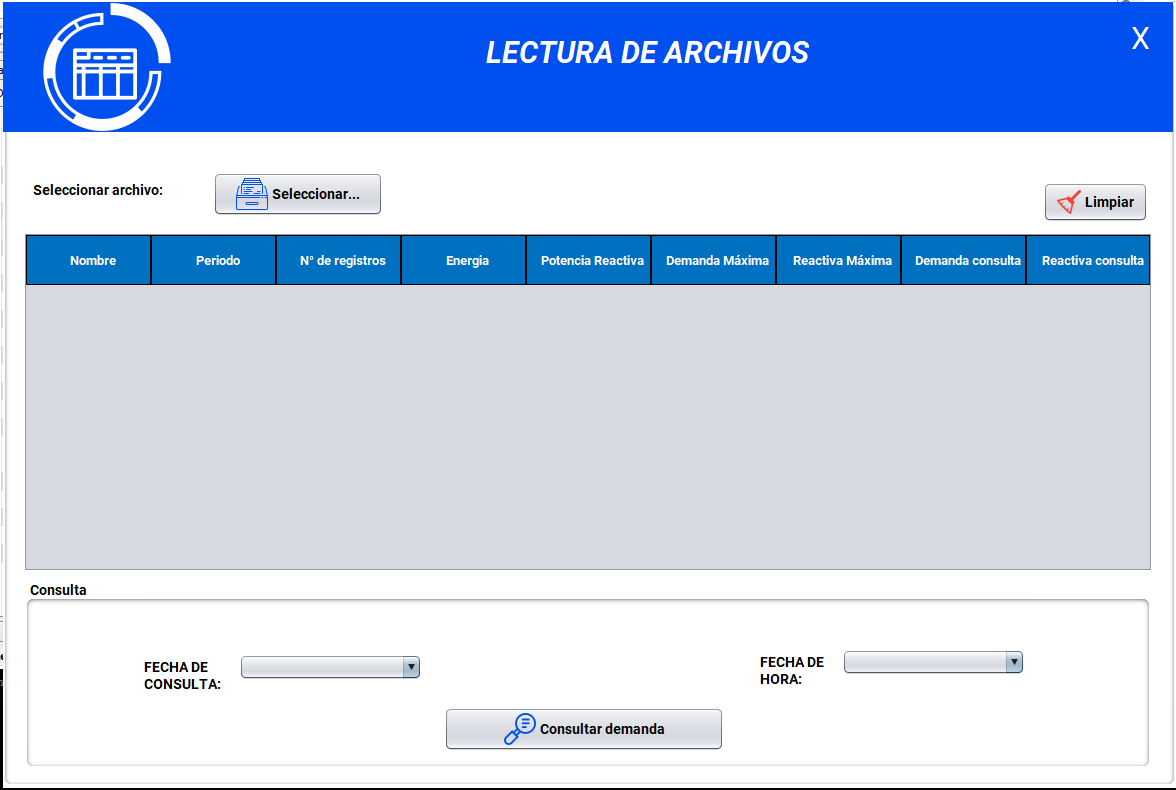 LECTURA DE ARCHIVOS
X
Seleccionar archivo:
Seleccionar...
Limpiar
Nombre
Periodo
N° de registros
Energia
Potencia Reactiva
Demanda Máxima
Reactiva Máxima
Demanda consulta
Reactiva consulta
Consulta
FECHA DE
CONSULTA:
FECHA DE
HORA:
Consultar demanda